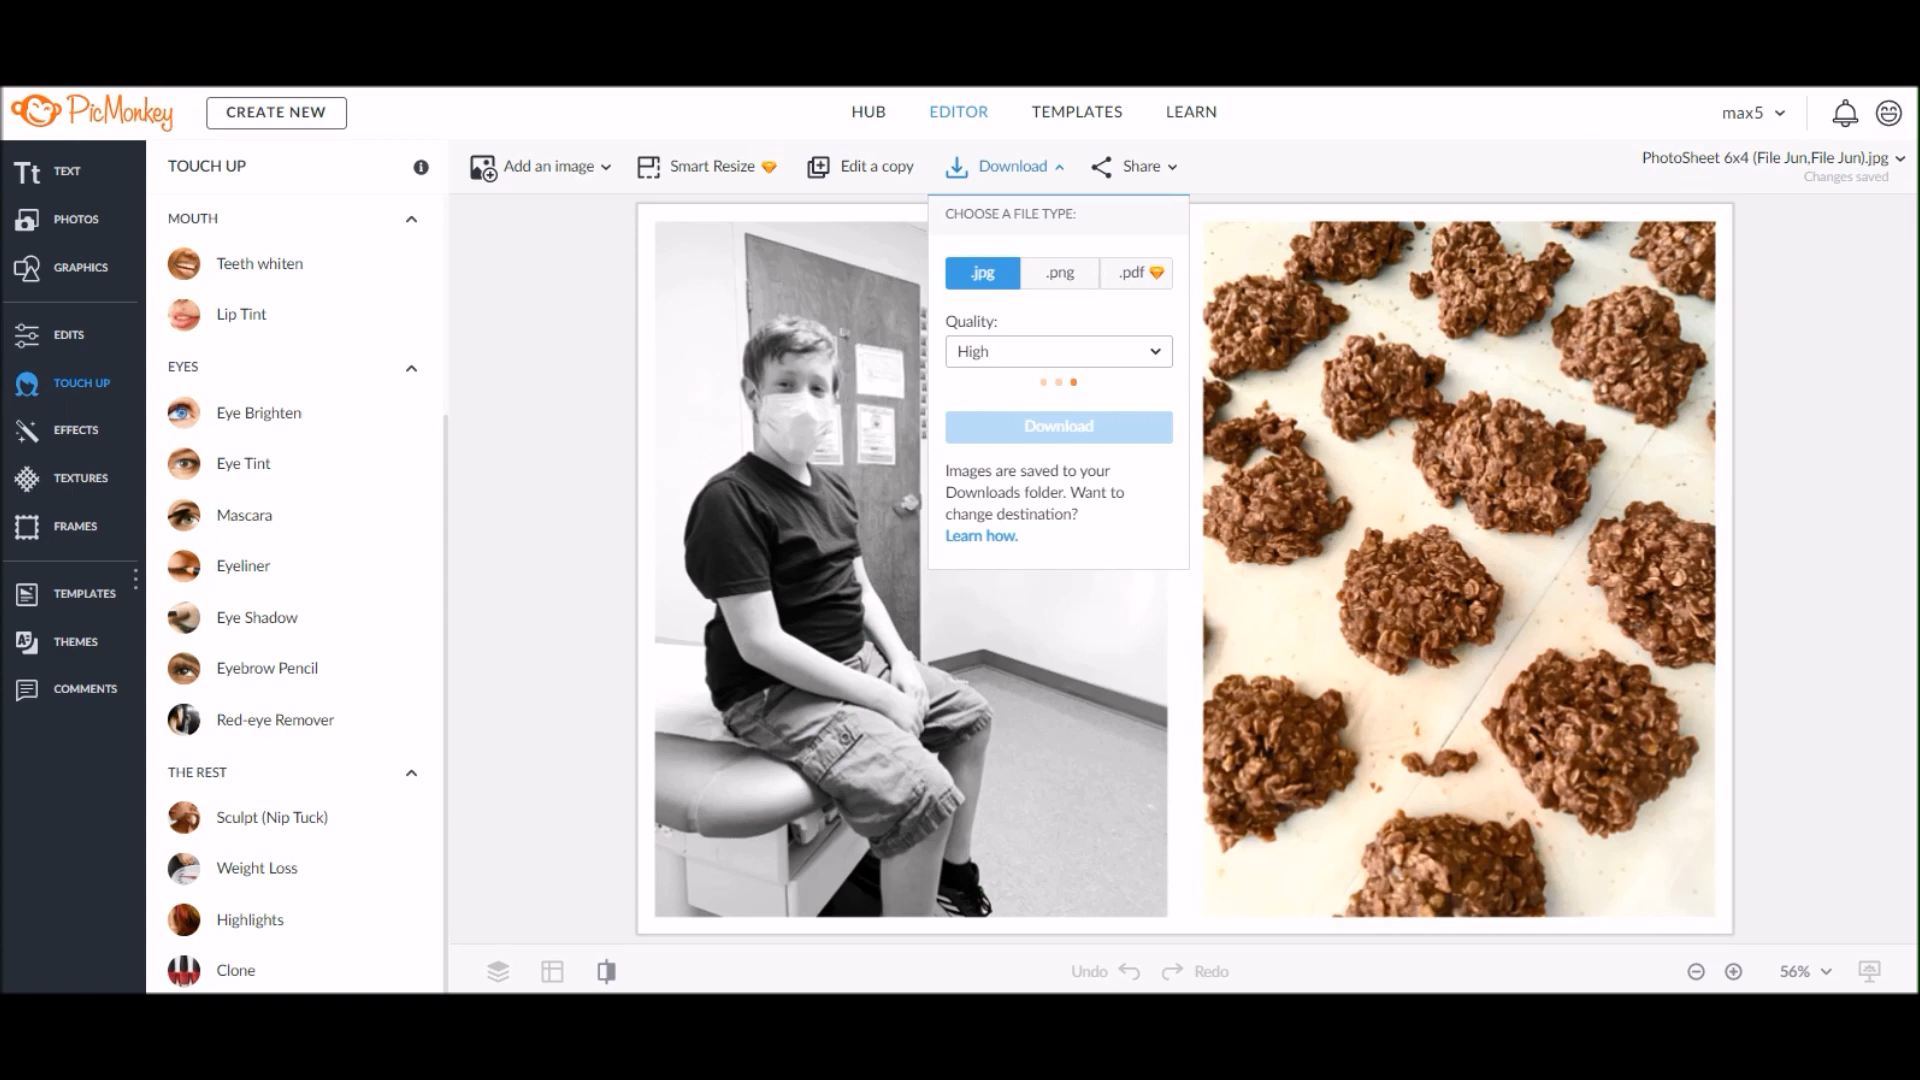 PicMonkey
CREATE NEW
HUB
EDITOR
TEMPLATES
LEARN
max5
Tt TEXT
PHOTOS
GRAPHICS
EDITS
TOUCH UP
EFFECTS
TEXTURES
FRAMES
TEMPLATES
THEMES
COMMENTS
TOUCH UP
MOUTH
Teeth whiten
Lip Tint
EYES
Eye Brighten
Eye Tint
Mascara
Eyeliner
Eye Shadow
Eyebrow Pencil
Red-eye Remover
THE REST
Sculpt (Nip Tuck)
Weight Loss
Highlights
Clone
Add an image
Smart Resize
Edit a copy
Download
Share
PhotoSheet 6x4 (File Jun,File Jun).jpg
Changes saved
CHOOSE A FILE TYPE:
.jpg
.png
.pdf
Quality:
High
Download
Images are saved to your
Downloads folder. Want to
change destination?
Learn how.
Undo
Redo
56%